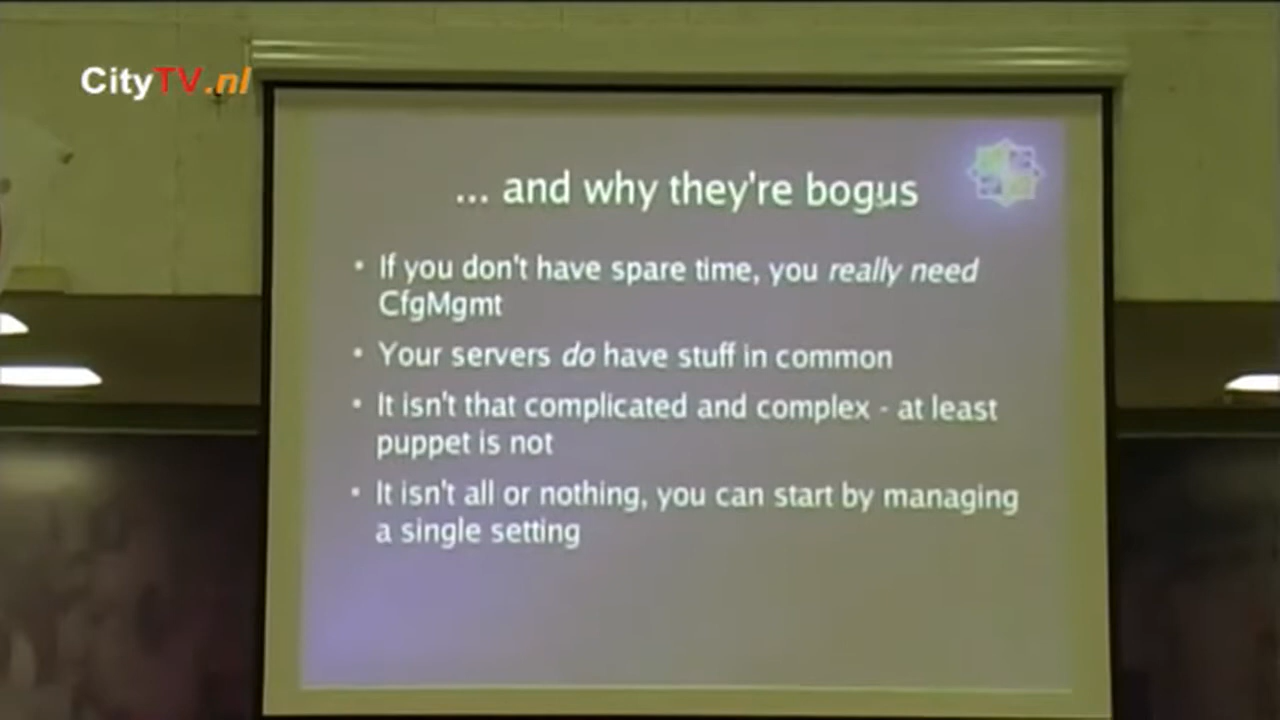 CityTV.nl
... and why they're bogus
• If you don't have spare time, you really need
CfgMgmt
• Your servers do have stuff in common
• It isn't that complicated and complex - at least
puppet is not
• It isn't all or nothing, you can start by managing
a single setting